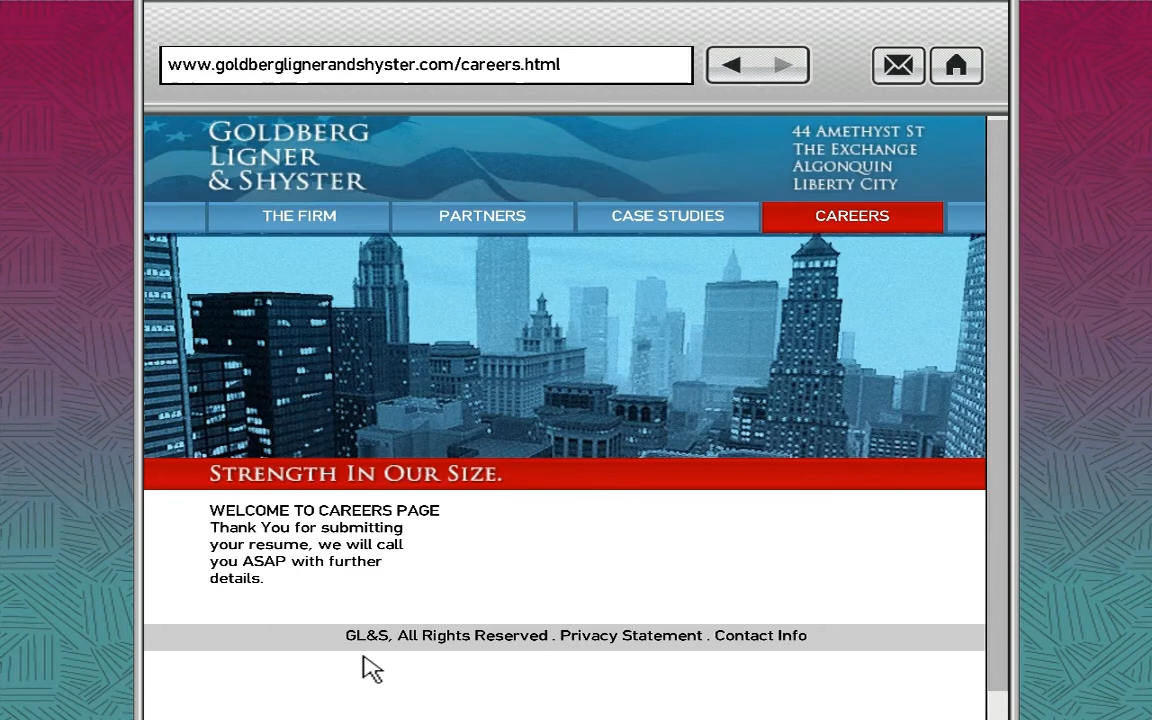 www.goldberglignerandshyster.com/careers.html
Goldberg
Ligner
& Shyster
44 Amethyst St
The Exchange
Algonquin
Liberty City
THE FIRM
PARTNERS
CASE STUDIES
CAREERS
Strength In Our Size.
WELCOME TO CAREERS PAGE
Thank You for submitting
your resume, we will call
you ASAP with further
details.
GL&S, All Rights Reserved . Privacy Statement . Contact Info